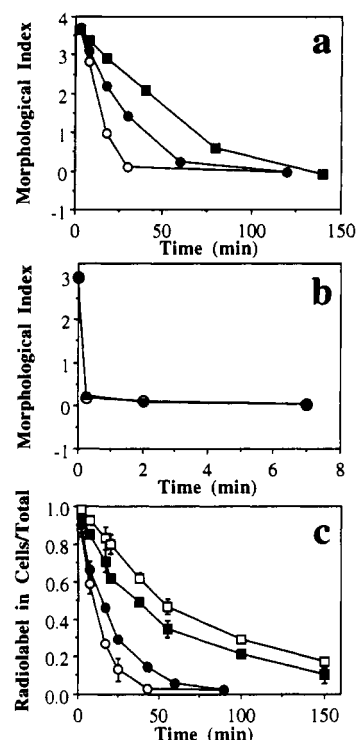 a
Morphological Index
4
3
2
1
0
-1
0 50 100 150
Time (min)
b
Morphological Index
3
2
1
0
-1
0 2 4 6 8
Time (min)
c
Radiolabel in Cells/Total
1.0
0.8
0.6
0.4
0.2
0.0
0 50 100 150
Time (min)